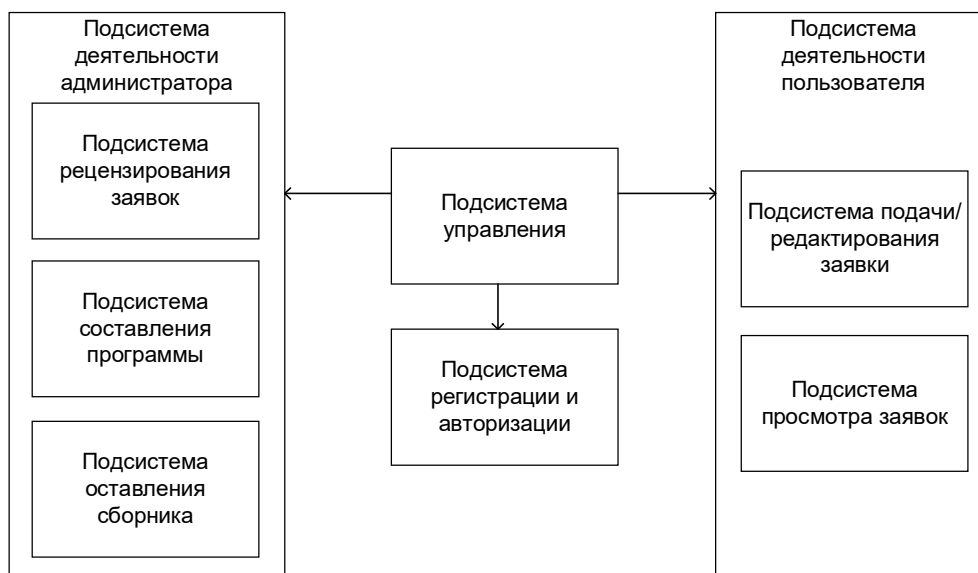 Подсистема
деятельности
администратора
Подсистема
рецензирования
заявок
Подсистема
составления
программы
Подсистема
оставления
сборника
Подсистема
управления
Подсистема
регистрации и
авторизации
Подсистема
деятельности
пользователя
Подсистема подачи/
редактирования
заявки
Подсистема
просмотра заявок